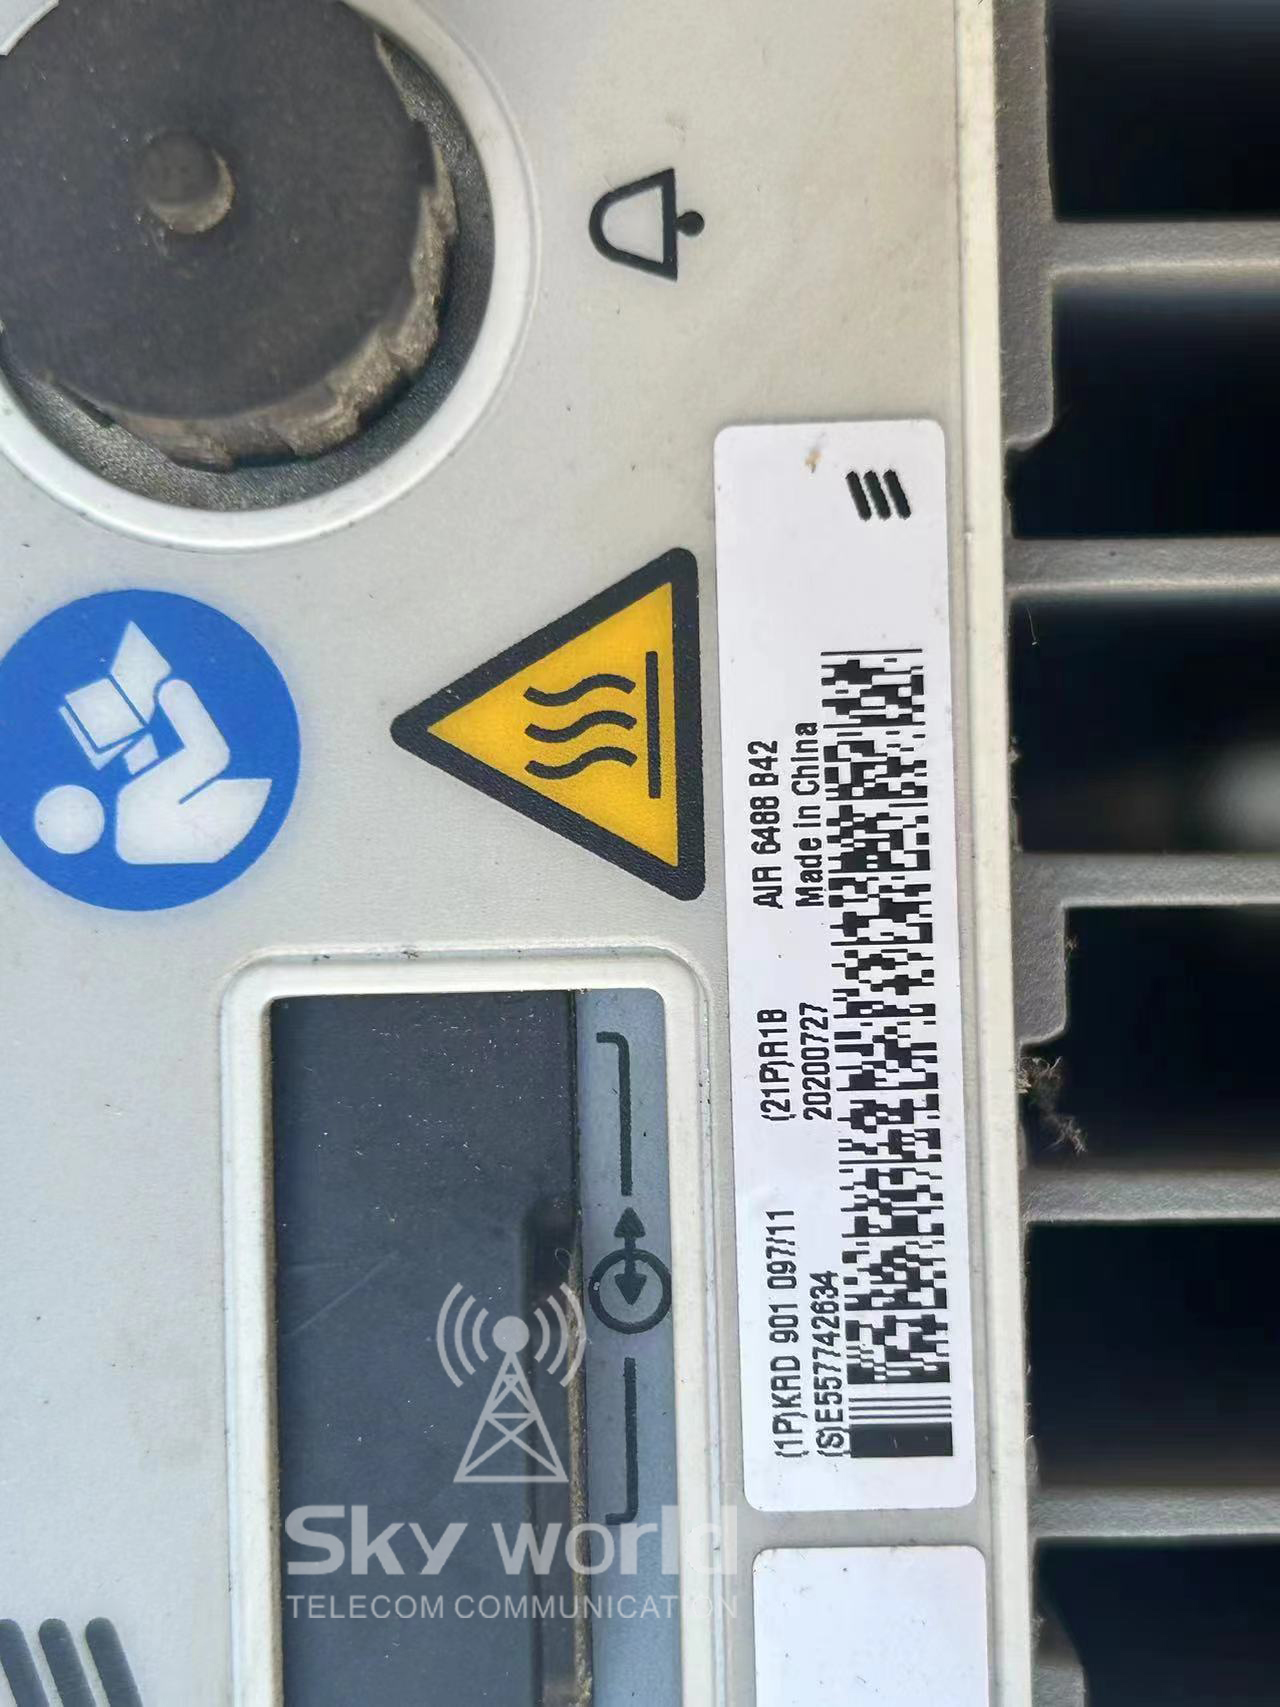 (1P)KRD 901 097/11 (21P)R1B AIR 6488 B42
(S)E557742634 20200727 Made in China
Sky world
TELECOM COMMUNICATION